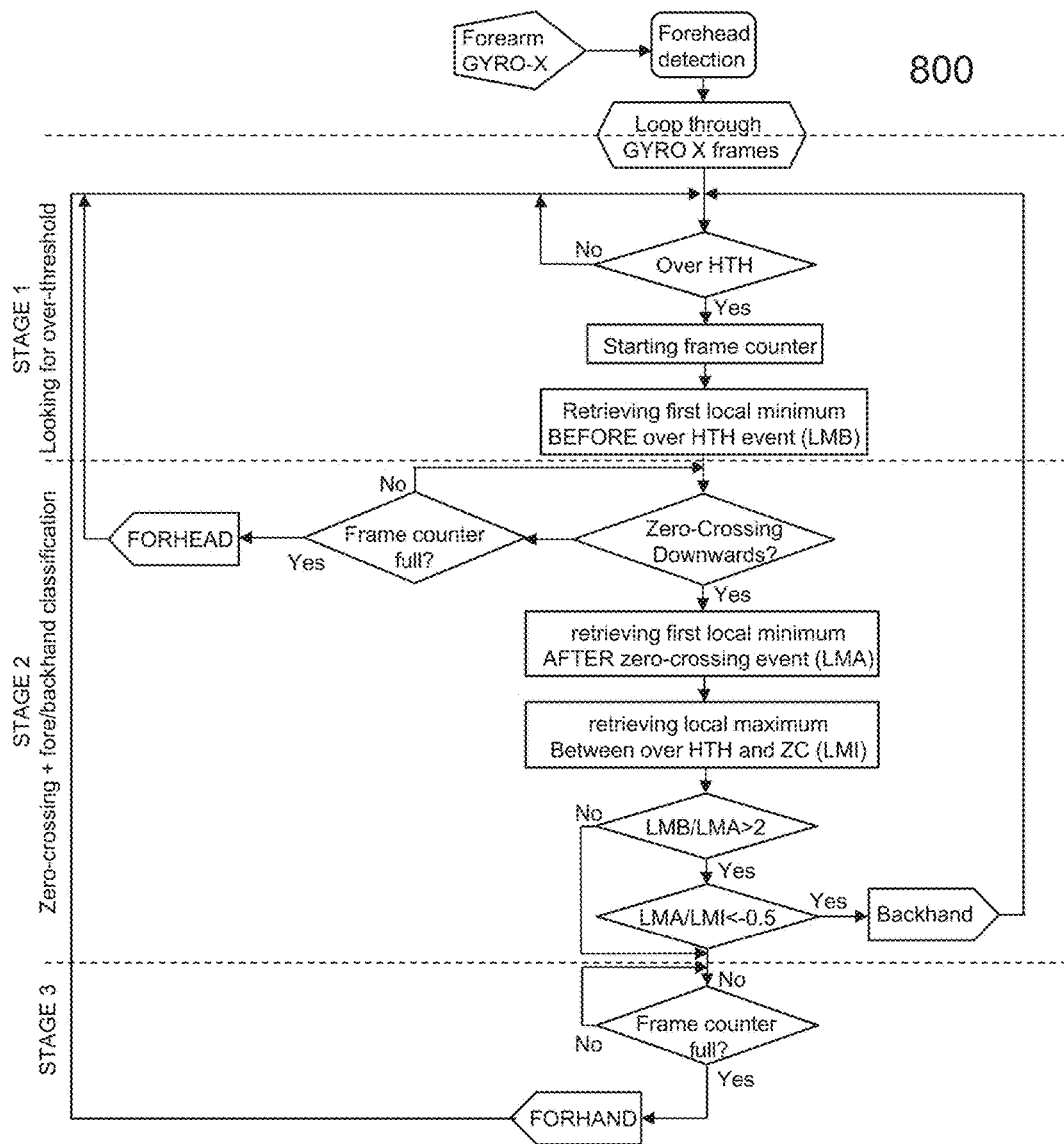 Forearm
GYRO-X
Forehead
detection
800
Loop through
GYRO X frames
STAGE 1
Looking for over-threshold
No
Over HTH
Yes
Starting frame counter
Retrieving first local minimum
BEFORE over HTH event (LMB)
STAGE 2
Zero-crossing + fore/backhand classification
No
FORHEAD
Yes
Frame counter
full?
Zero-Crossing
Downwards?
Yes
retrieving first local minimum
AFTER zero-crossing event (LMA)
retrieving local maximum
Between over HTH and ZC (LMI)
No
LMB/LMA>2
Yes
LMA/LMI<-0.5
Yes
Backhand
STAGE 3
No
Frame counter
full?
No
Yes
FORHAND